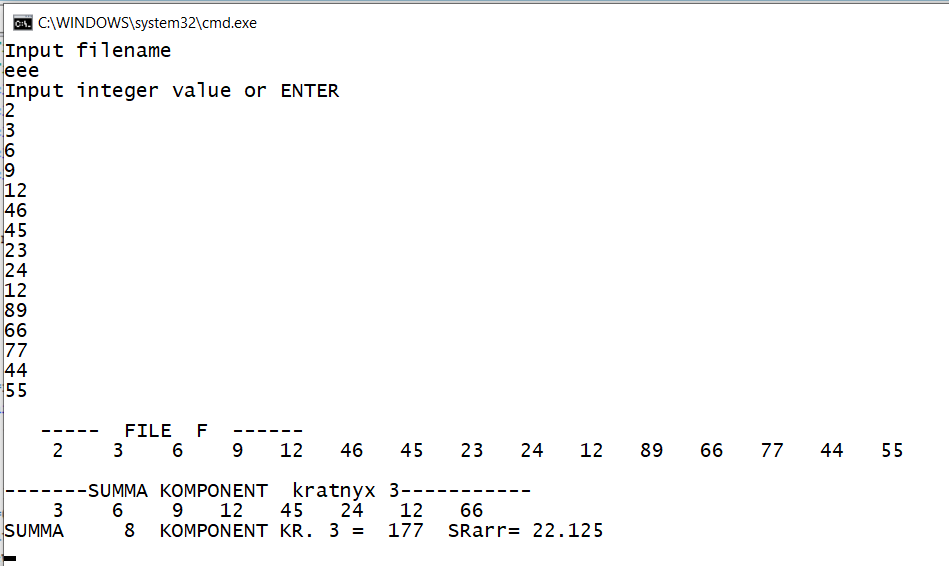 C:\WINDOWS\system32\cmd.exe
Input filename
eee
Input integer value or ENTER
2
3
6
9
12
46
45
23
24
12
89
66
77
44
55
----- FILE F ------
2 3 6 9 12 46 45 23 24 12 89 66 77 44 55
-------SUMMA KOMPONENT kratnyx 3-----------
3 6 9 12 45 24 12 66
SUMMA 8 KOMPONENT KR. 3 = 177 SRarr= 22.125